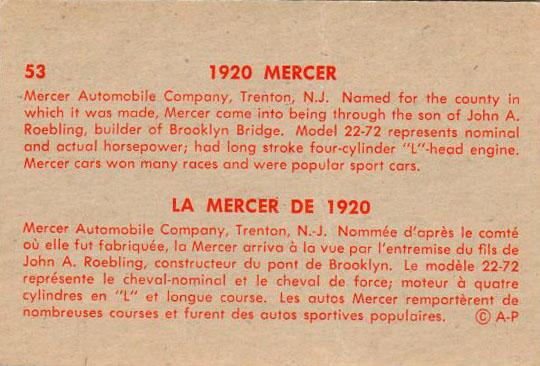 53 1920 MERCER
Mercer Automobile Company, Trenton, N.J. Named for the county in
which it was made, Mercer came into being through the son of John A.
Roebling, builder of Brooklyn Bridge. Model 22-72 represents nominal
and actual horsepower; had long stroke four-cylinder "L"-head engine.
Mercer cars won many races and were popular sport cars.
LA MERCER DE 1920
Mercer Automobile Company, Trenton, N.-J. Nommée d'après le comté
où elle fut fabriquée, la Mercer arriva à la vue par l'entremise du fils de
John A. Roebling, constructeur du pont de Brooklyn. Le modèle 22-72
représente le cheval-nominal et le cheval de force; moteur à quatre
cylindres en "L" et longue course. Les autos Mercer remportèrent de
nombreuses courses et furent des autos sportives populaires. © A-P